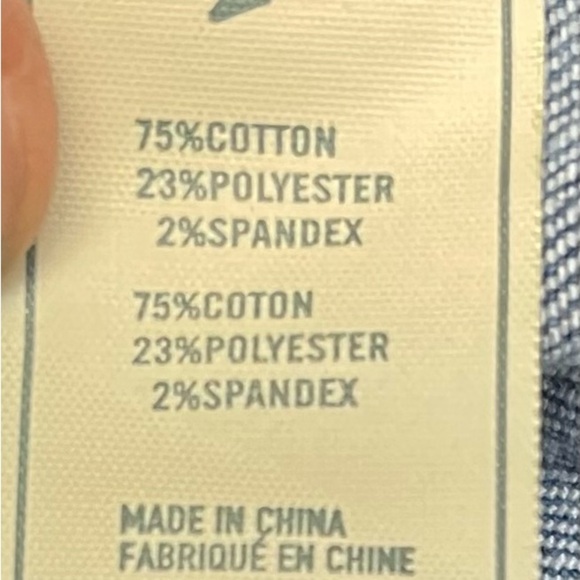 75%COTTON
23%POLYESTER
2%SPANDEX
75%COTON
23%POLYESTER
2%SPANDEX
MADE IN CHINA
FABRIQUÉ EN CHINE